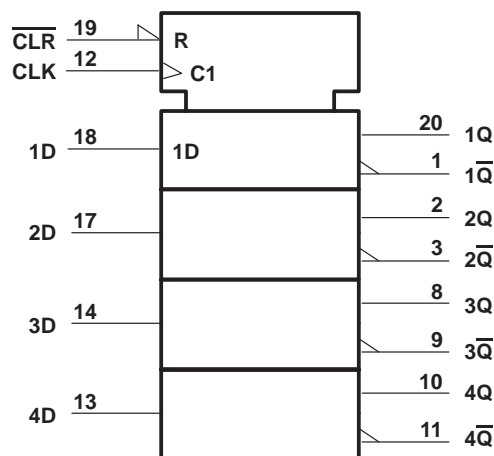 C̅L̅R̅ 19 R
CLK 12 C1
1D 18 1D 20 1Q
1 1Q̅
2D 17 2 2Q
3 2Q̅
3D 14 8 3Q
9 3Q̅
4D 13 10 4Q
11 4Q̅